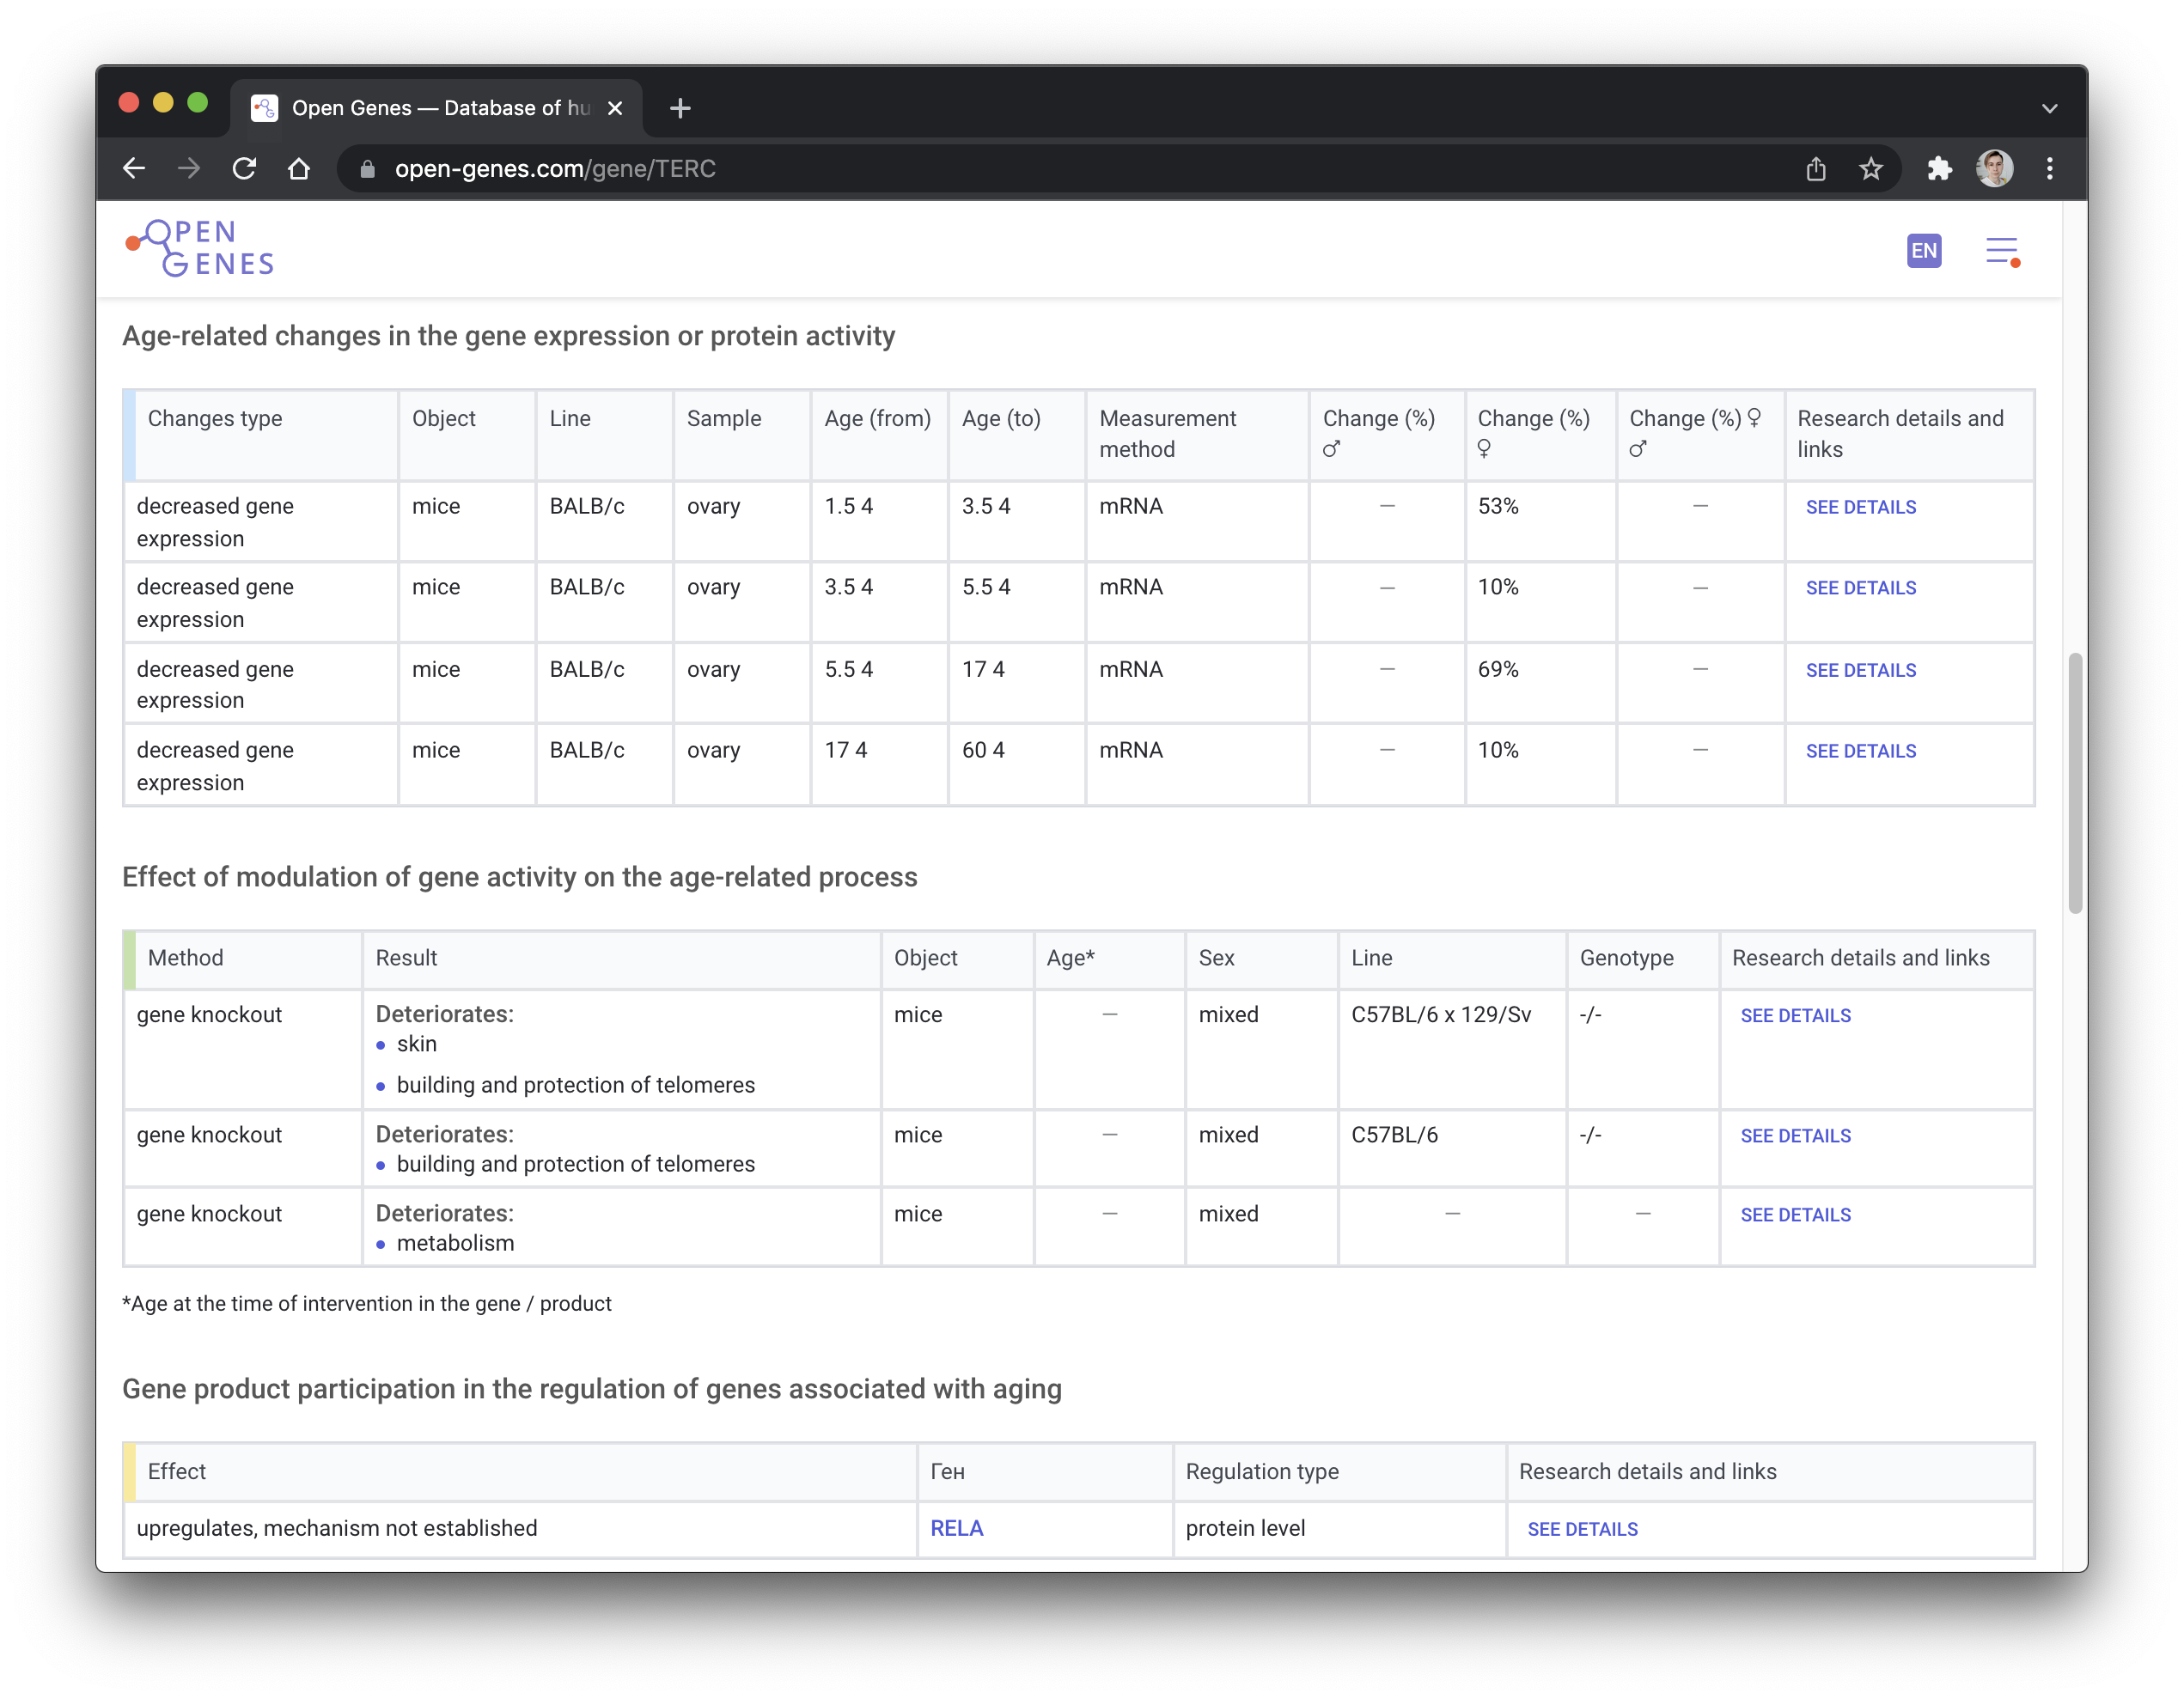 Open Genes — Database of hu
open-genes.com/gene/TERC
OPEN
GENES
EN
Age-related changes in the gene expression or protein activity
Changes type Object Line Sample Age (from) Age (to) Measurement method Change (%) ♂ Change (%) ♀ Change (%) ♀ ♂ Research details and links
decreased gene expression mice BALB/c ovary 1.5 4 3.5 4 mRNA — 53% — SEE DETAILS
decreased gene expression mice BALB/c ovary 3.5 4 5.5 4 mRNA — 10% — SEE DETAILS
decreased gene expression mice BALB/c ovary 5.5 4 17 4 mRNA — 69% — SEE DETAILS
decreased gene expression mice BALB/c ovary 17 4 60 4 mRNA — 10% — SEE DETAILS
Effect of modulation of gene activity on the age-related process
Method Result Object Age* Sex Line Genotype Research details and links
gene knockout Deteriorates: mice — mixed C57BL/6 x 129/Sv -/- SEE DETAILS
• skin
• building and protection of telomeres
gene knockout Deteriorates: mice — mixed C57BL/6 -/- SEE DETAILS
• building and protection of telomeres
gene knockout Deteriorates: mice — mixed — — SEE DETAILS
• metabolism
*Age at the time of intervention in the gene / product
Gene product participation in the regulation of genes associated with aging
Effect Ген Regulation type Research details and links
upregulates, mechanism not established RELA protein level SEE DETAILS